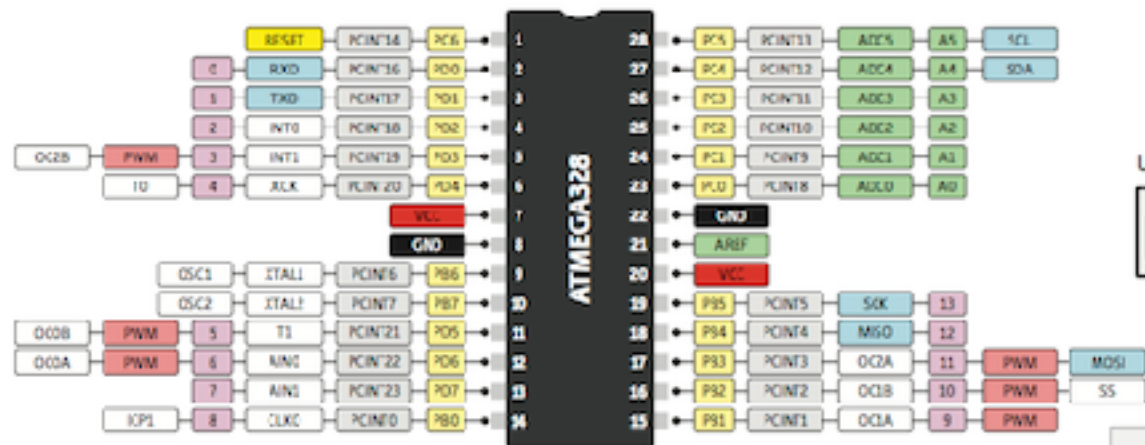 RESET PCINT14 PC6 1 28 PC5 PCINT13 ADC5 A5 SCL
0 RXD PCINT16 PD0 2 27 PC4 PCINT12 ADC4 A4 SDA
1 TXD PCINT17 PD1 3 26 PC3 PCINT11 ADC3 A3
2 INT0 PCINT18 PD2 4 25 PC2 PCINT10 ADC2 A2
OC2B PWM 3 INT1 PCINT19 PD3 5 24 PC1 PCINT9 ADC1 A1
T0 4 XCK PCINT20 PD4 6 23 PC0 PCINT8 ADC0 A0
VCC 7 22 GND
GND 8 21 AREF
OSC1 XTAL1 PCINT6 PB6 9 20 VCC
OSC2 XTAL2 PCINT7 PB7 10 19 PB5 PCINT5 SCK 13
OC0B PWM 5 T1 PCINT21 PD5 11 18 PB4 PCINT4 MISO 12
OC0A PWM 6 AIN0 PCINT22 PD6 12 17 PB3 PCINT3 OC2A 11 PWM MOSI
7 AIN1 PCINT23 PD7 13 16 PB2 PCINT2 OC1B 10 PWM SS
ICP1 8 CLKO PCINT0 PB0 14 15 PB1 PCINT1 OC1A 9 PWM
ATMEGA328